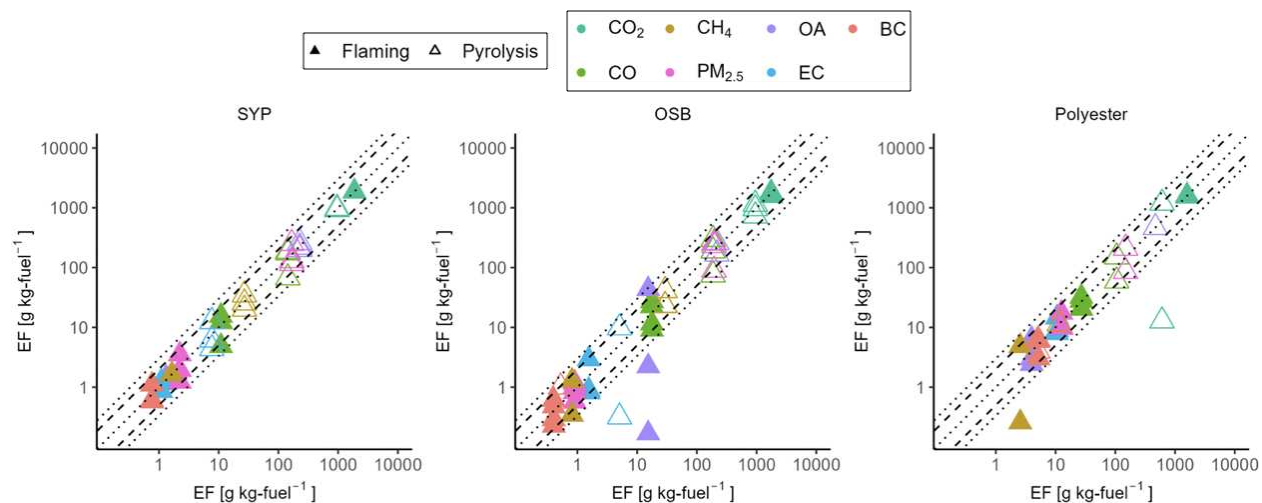 Flaming Pyrolysis
CO₂ CH₄ OA BC
CO PM₂.₅ EC
SYP
OSB
Polyester
EF [g kg-fuel⁻¹ ]
10000
1000
100
10
1
1 10 100 1000 10000
EF [g kg-fuel⁻¹ ]
EF [g kg-fuel⁻¹ ]
10000
1000
100
10
1
1 10 100 1000 10000
EF [g kg-fuel⁻¹ ]
EF [g kg-fuel⁻¹ ]
10000
1000
100
10
1
1 10 100 1000 10000
EF [g kg-fuel⁻¹ ]